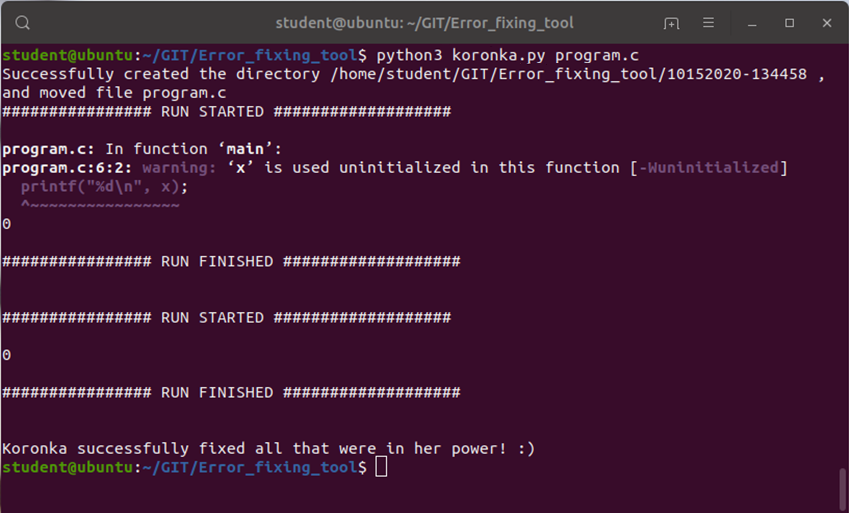 student@ubuntu: ~/GIT/Error_fixing_tool
student@ubuntu:~/GIT/Error_fixing_tool$ python3 koronka.py program.c
Successfully created the directory /home/student/GIT/Error_fixing_tool/10152020-134458 ,
and moved file program.c
################ RUN STARTED ###################
program.c: In function ‘main’:
program.c:6:2: warning: ‘x’ is used uninitialized in this function [-Wuninitialized]
  printf("%d\n", x);
  ^~~~~~~~~~~~~~~~~
0
################ RUN FINISHED ###################
################ RUN STARTED ###################
0
################ RUN FINISHED ###################
Koronka successfully fixed all that were in her power! :)
student@ubuntu:~/GIT/Error_fixing_tool$